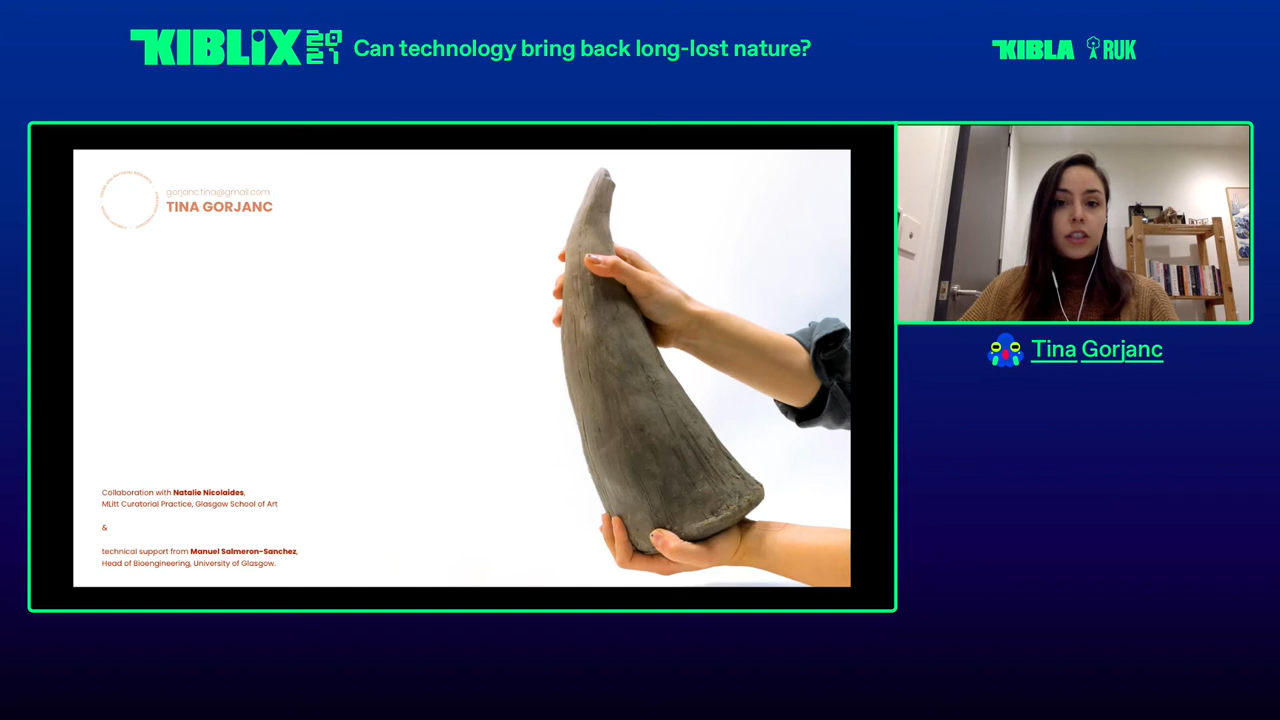 KIBLIX 2021
Can technology bring back long-lost nature?
KIBLA RUK
gorjanc.tina@gmail.com
TINA GORJANC
Tina Gorjanc
Collaboration with Natalie Nicolaides,
MLitt Curatorial Practice, Glasgow School of Art
&
technical support from Manuel Salmeron-Sanchez,
Head of Bioengineering, University of Glasgow.